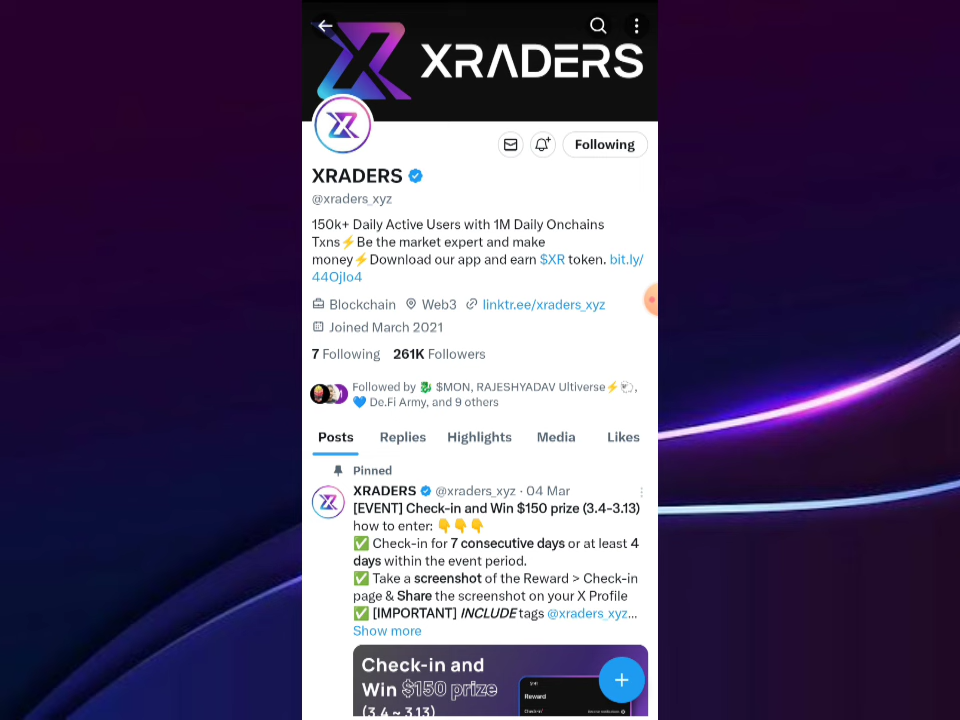 XRADERS
Following
XRADERS
@xraders_xyz
150k+ Daily Active Users with 1M Daily Onchains
Txns⚡Be the market expert and make
money⚡Download our app and earn $XR token. bit.ly/
44OjIo4
Blockchain Web3 linktr.ee/xraders_xyz
Joined March 2021
7 Following 261K Followers
Followed by 🐉 $MON, RAJESHYADAV Ultiverse⚡🐑,
💙 De.Fi Army, and 9 others
Posts Replies Highlights Media Likes
Pinned
XRADERS @xraders_xyz · 04 Mar
[EVENT] Check-in and Win $150 prize (3.4-3.13)
how to enter: 👇👇👇
✅ Check-in for 7 consecutive days or at least 4
days within the event period.
✅ Take a screenshot of the Reward > Check-in
page & Share the screenshot on your X Profile
✅ [IMPORTANT] INCLUDE tags @xraders_xyz...
Show more
Check-in and
Win $150 prize
(3.4 ~ 3.13)
Reward
Check-in